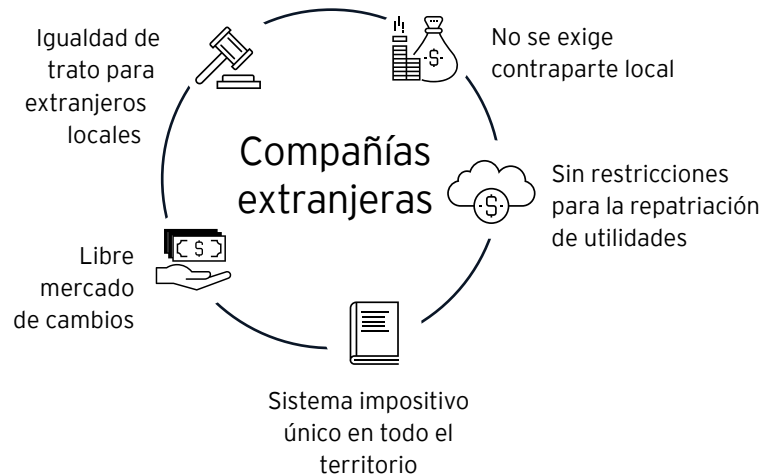 Igualdad de
trato para
extranjeros
locales
No se exige
contraparte local
Compañías
extranjeras
Sin restricciones
para la repatriación
de utilidades
Libre
mercado
de cambios
Sistema impositivo
único en todo el
territorio